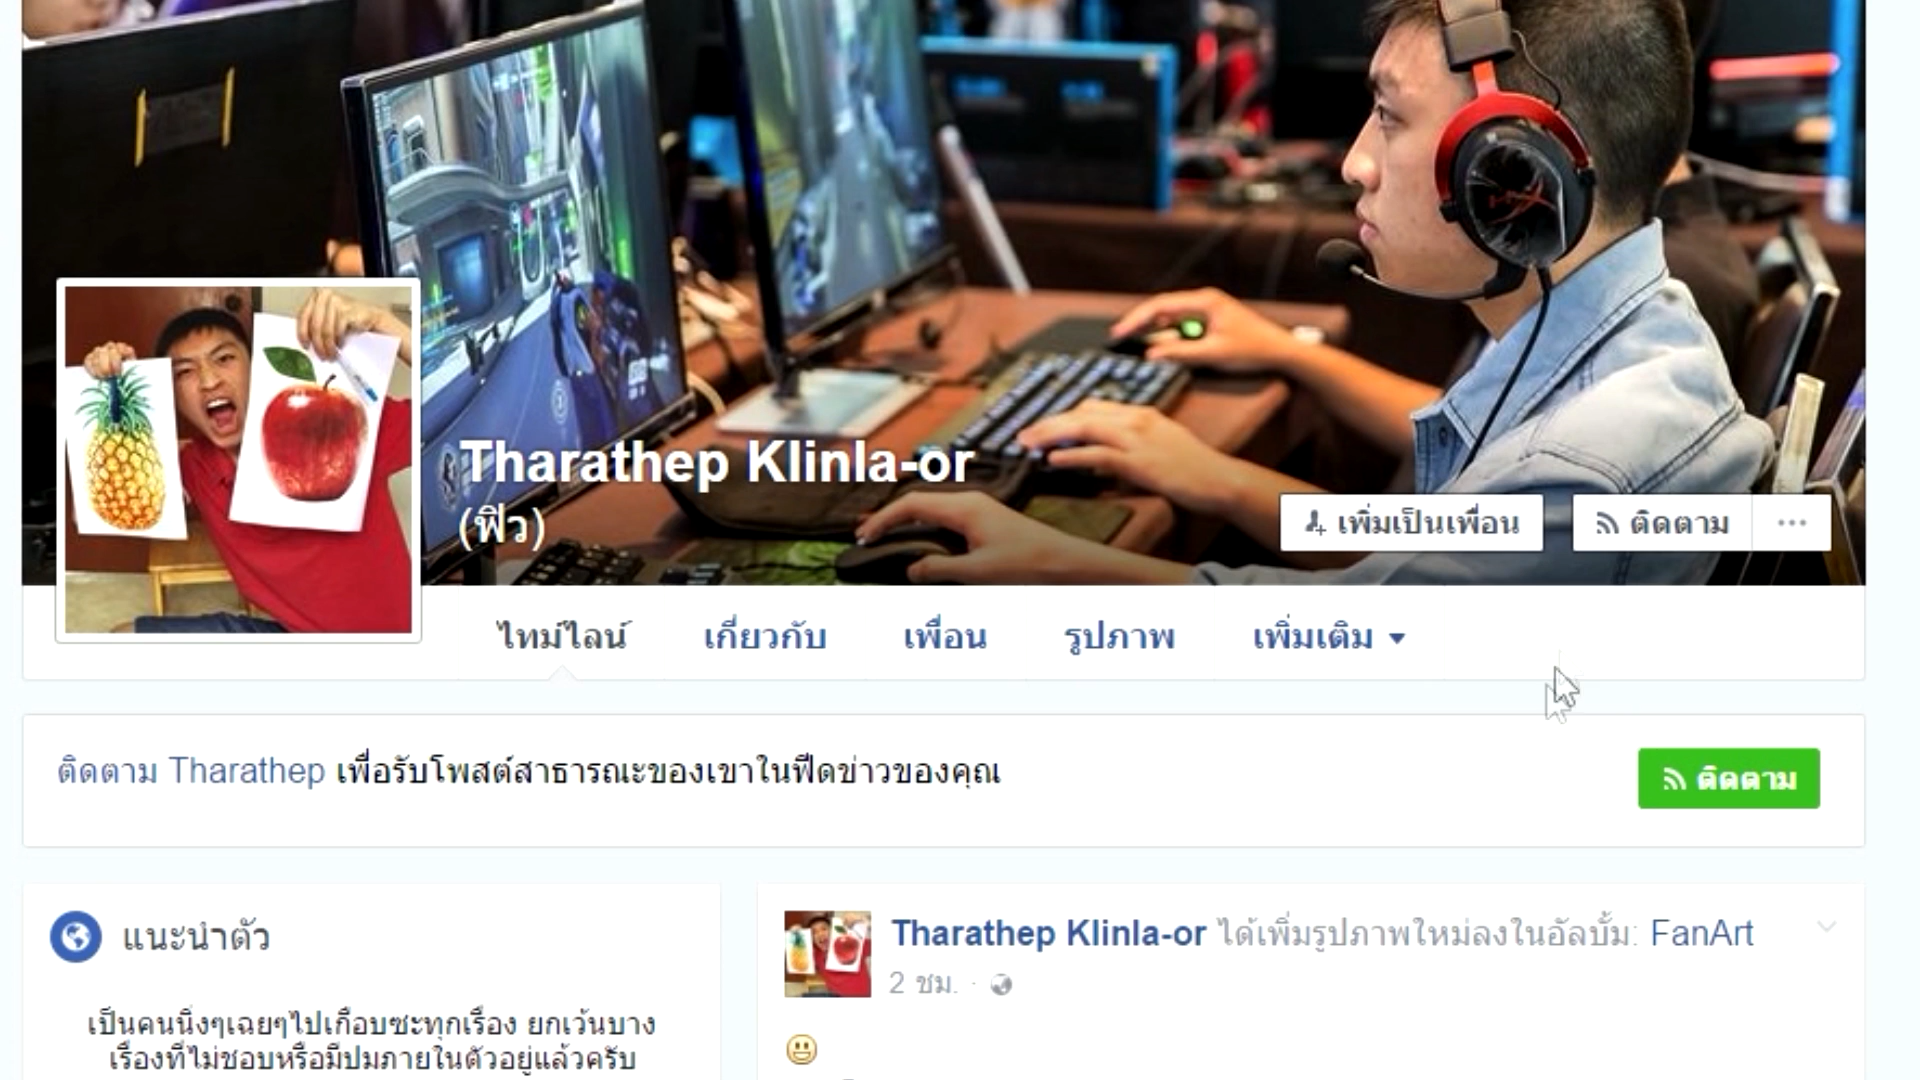 Tharathep Klinla-or
(ฟิว)
เพิ่มเป็นเพื่อน
ติดตาม
ไทม์ไลน์ เกี่ยวกับ เพื่อน รูปภาพ เพิ่มเติม
ติดตาม Tharathep เพื่อรับโพสต์สาธารณะของเขาในฟีดข่าวของคุณ
ติดตาม
แนะนำตัว
เป็นคนนิ่งๆเฉยๆไปเกือบซะทุกเรื่อง ยกเว้นบาง
เรื่องที่ไม่ชอบหรือมีปมภายในตัวอยู่แล้วครับ
Tharathep Klinla-or ได้เพิ่มรูปภาพใหม่ลงในอัลบั้ม: FanArt
2 ชม. ·